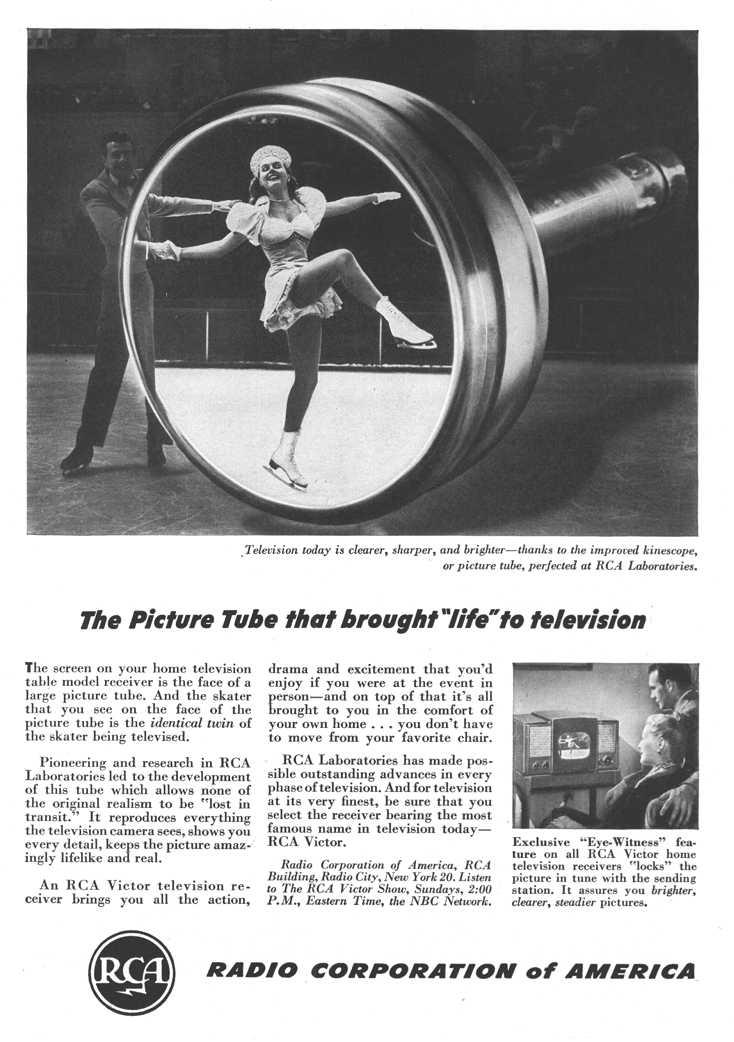 Television today is clearer, sharper, and brighter—thanks to the improved kinescope,
or picture tube, perfected at RCA Laboratories.
The Picture Tube that brought "life" to television
The screen on your home television
table model receiver is the face of a
large picture tube. And the skater
that you see on the face of the
picture tube is the identical twin of
the skater being televised.
Pioneering and research in RCA
Laboratories led to the development
of this tube which allows none of
the original realism to be "lost in
transit." It reproduces everything
the television camera sees, shows you
every detail, keeps the picture amaz-
ingly lifelike and real.
An RCA Victor television re-
ceiver brings you all the action,
drama and excitement that you'd
enjoy if you were at the event in
person—and on top of that it's all
brought to you in the comfort of
your own home . . . you don't have
to move from your favorite chair.
RCA Laboratories has made pos-
sible outstanding advances in every
phase of television. And for television
at its very finest, be sure that you
select the receiver bearing the most
famous name in television today—
RCA Victor.
Radio Corporation of America, RCA
Building, Radio City, New York 20. Listen
to The RCA Victor Show, Sundays, 2:00
P.M., Eastern Time, the NBC Network.
Exclusive "Eye-Witness" fea-
ture on all RCA Victor home
television receivers "locks" the
picture in tune with the sending
station. It assures you brighter,
clearer, steadier pictures.
RCA
RADIO CORPORATION of AMERICA